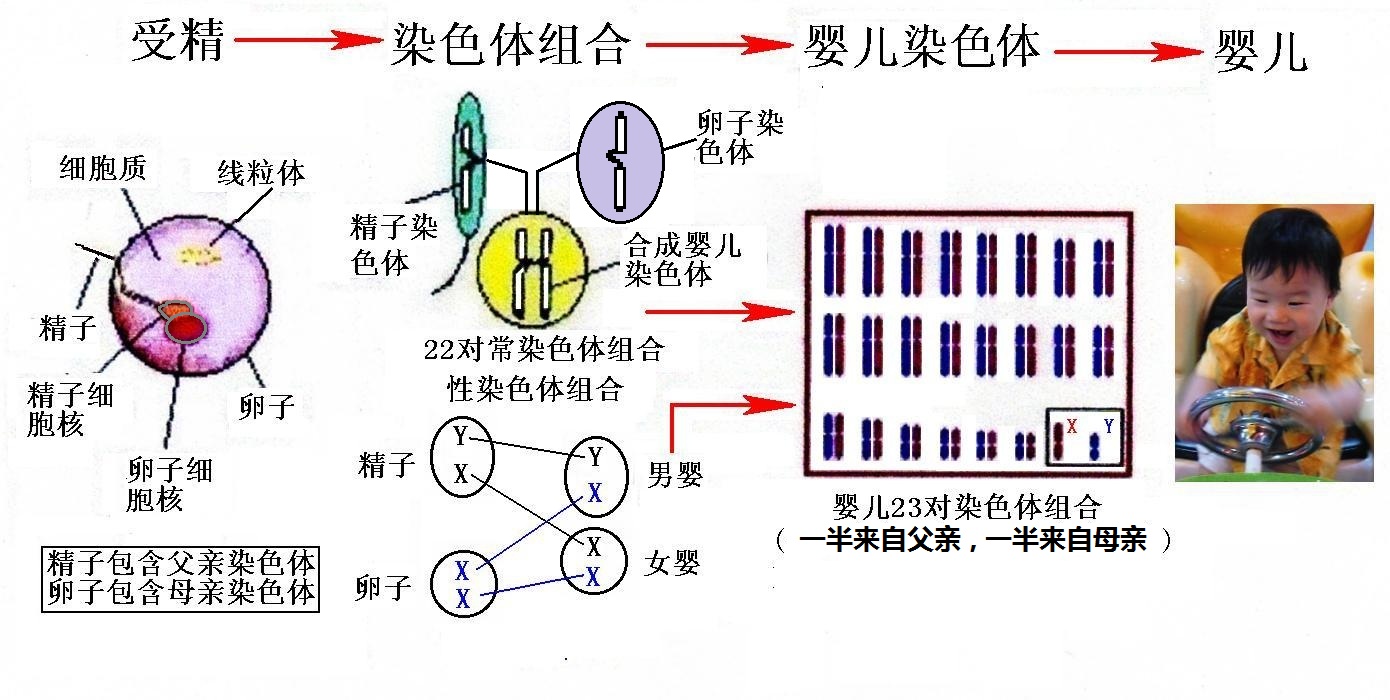 受精
染色体组合
婴儿染色体
婴儿
细胞质
线粒体
精子
精子细
胞核
卵子
卵子细
胞核
精子包含父亲染色体
卵子包含母亲染色体
卵子染
色体
精子染
色体
合成婴儿
染色体
22对常染色体组合
性染色体组合
精子
Y
X
Y
X
男婴
卵子
X
X
X
X
女婴
X Y
婴儿23对染色体组合
（一半来自父亲，一半来自母亲）